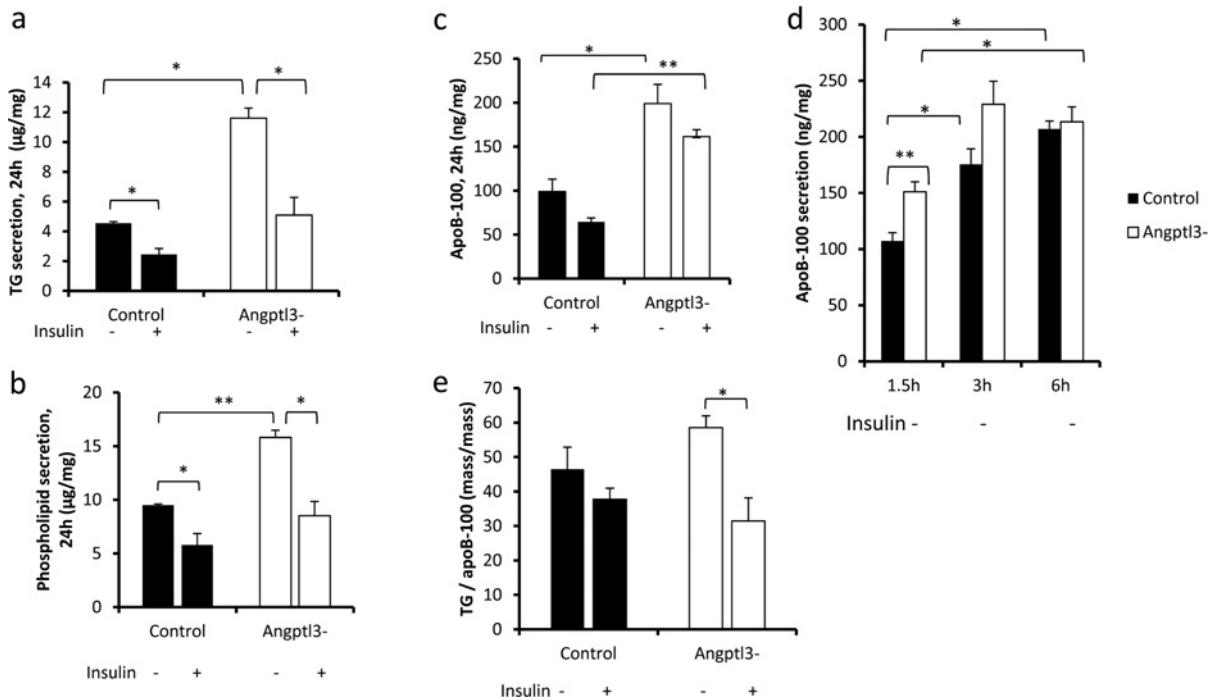 a
TG secretion, 24h (µg/mg)
14
12
10
8
6
4
2
0
*
*
*
Control
Angptl3-
Insulin - + - +
b
Phospholipid secretion,
24h (µg/mg)
20
15
10
5
0
**
*
*
Control
Angptl3-
Insulin - + - +
c
ApoB-100, 24h (ng/mg)
250
200
150
100
50
0
*
**
Control
Angptl3-
Insulin - + - +
e
TG / apoB-100 (mass/mass)
70
60
50
40
30
20
10
0
*
Control
Angptl3-
Insulin - + - +
d
ApoB-100 secretion (ng/mg)
300
250
200
150
100
50
0
*
*
*
**
1.5h 3h 6h
Insulin - - -
Control
Angptl3-